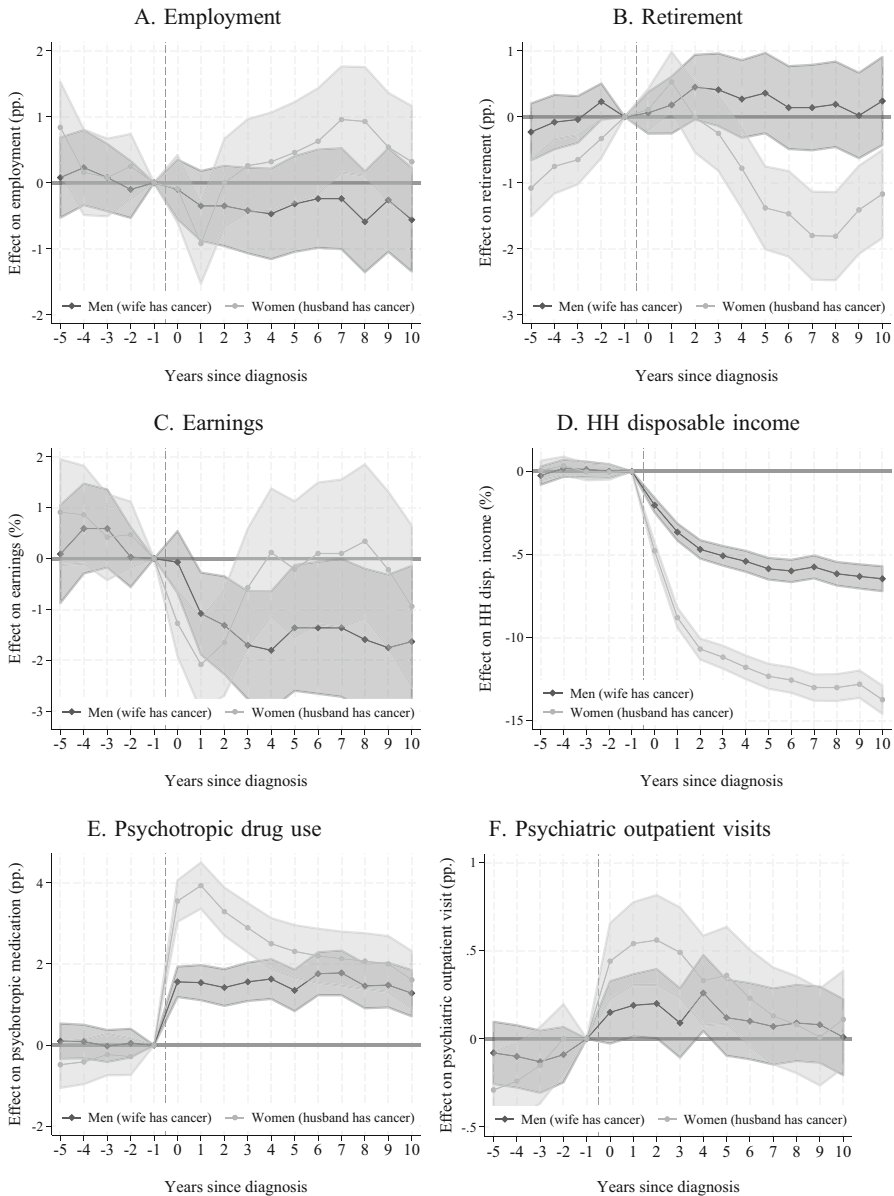 A. Employment
Effect on employment (pp.)
2
1
0
-1
-2
Men (wife has cancer) Women (husband has cancer)
-5 -4 -3 -2 -1 0 1 2 3 4 5 6 7 8 9 10
Years since diagnosis
B. Retirement
Effect on retirement (pp.)
1
0
-1
-2
-3
Men (wife has cancer) Women (husband has cancer)
-5 -4 -3 -2 -1 0 1 2 3 4 5 6 7 8 9 10
Years since diagnosis
C. Earnings
Effect on earnings (%)
2
1
0
-1
-2
-3
Men (wife has cancer) Women (husband has cancer)
-5 -4 -3 -2 -1 0 1 2 3 4 5 6 7 8 9 10
Years since diagnosis
D. HH disposable income
Effect on HH disp. income (%)
0
-5
-10
-15
Men (wife has cancer)
Women (husband has cancer)
-5 -4 -3 -2 -1 0 1 2 3 4 5 6 7 8 9 10
Years since diagnosis
E. Psychotropic drug use
Effect on psychotropic medication (pp.)
4
2
0
-2
Men (wife has cancer) Women (husband has cancer)
-5 -4 -3 -2 -1 0 1 2 3 4 5 6 7 8 9 10
Years since diagnosis
F. Psychiatric outpatient visits
Effect on psychiatric outpatient visit (pp.)
1
.5
0
-.5
Men (wife has cancer) Women (husband has cancer)
-5 -4 -3 -2 -1 0 1 2 3 4 5 6 7 8 9 10
Years since diagnosis